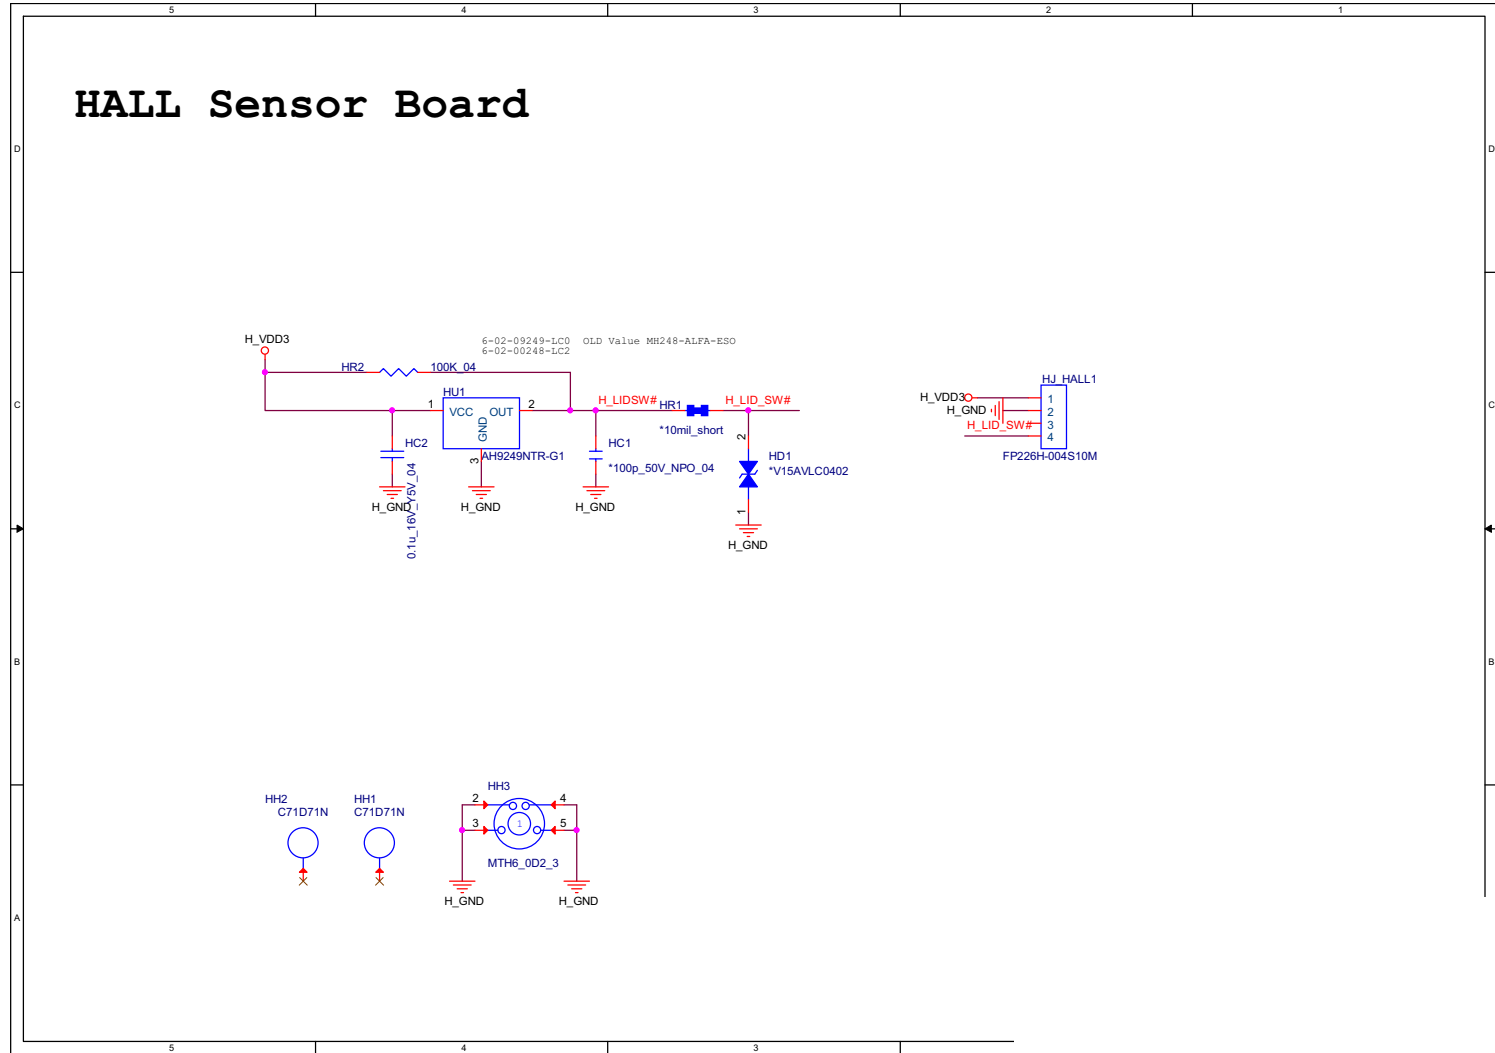 5 4 3 2 1
HALL Sensor Board
D D
H_VDD3
6-02-09249-LC0 OLD Value MH248-ALFA-ESO
6-02-00248-LC2
HR2 100K_04
HJ_HALL1
HU1
H_VDD3 1
H_LIDSW# HR1 H_LID_SW#
C 1 VCC OUT 2 C
H_GND 2
GND
H_LID_SW# 3
*10mil_short
4
2
HC2 HC1
3 AH9249NTR-G1
HD1
FP226H-004S10M
*100p_50V_NPO_04
*V15AVLC0402
0.1u_16V_Y5V_04
H_GND H_GND H_GND
1
H_GND
B B
HH3
HH2 HH1
2 4
C71D71N C71D71N
3 1 5
MTH6_0D2_3
H_GND H_GND
A
5 4 3